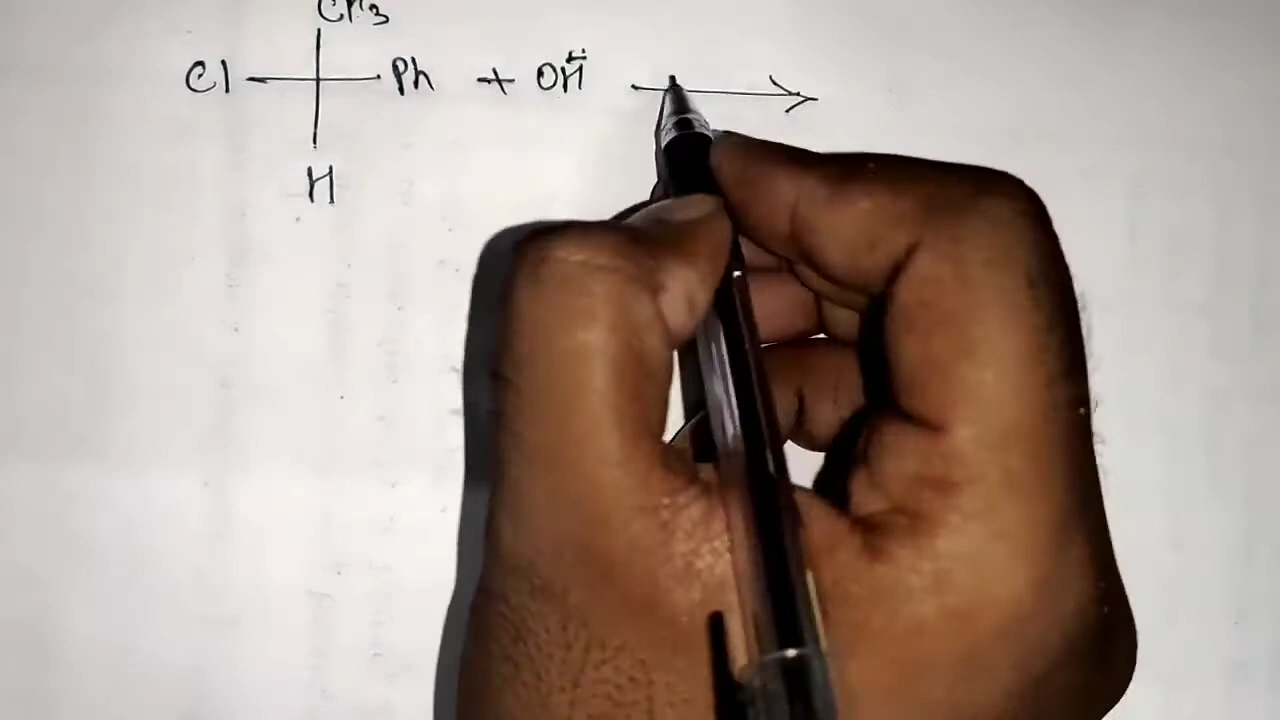 CH3
Cl Ph + OH⁻ →
H